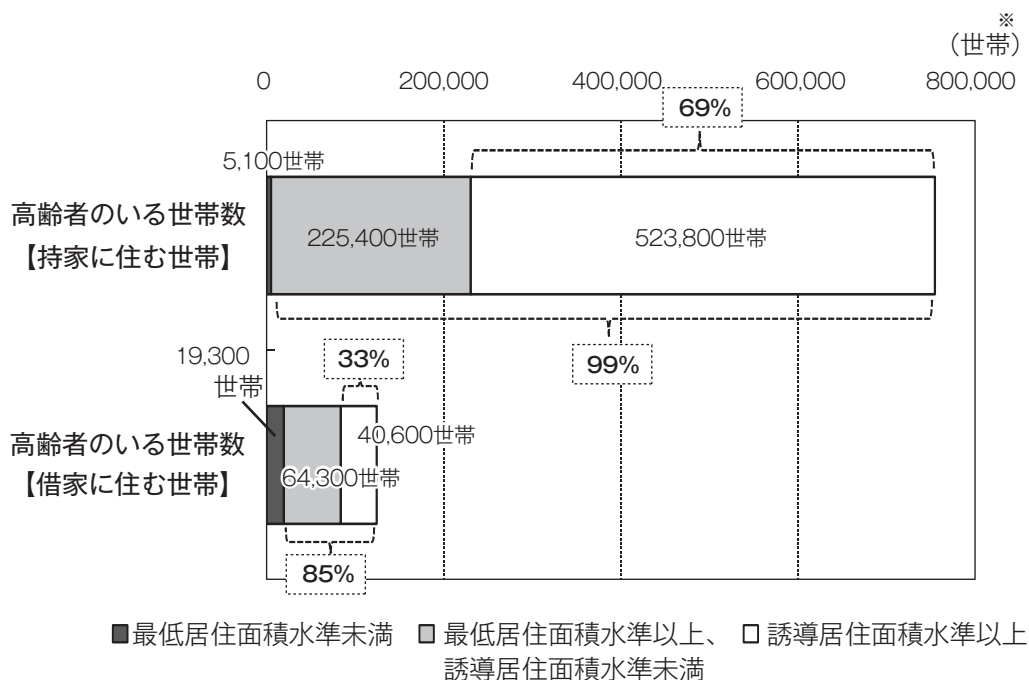 ※
（世帯）
0 200,000 400,000 600,000 800,000
69%
5,100世帯
高齢者のいる世帯数
【持家に住む世帯】
225,400世帯 523,800世帯
99%
19,300
世帯
33%
高齢者のいる世帯数
【借家に住む世帯】
40,600世帯
64,300世帯
85%
■最低居住面積水準未満 ■最低居住面積水準以上、 □誘導居住面積水準以上
誘導居住面積水準未満